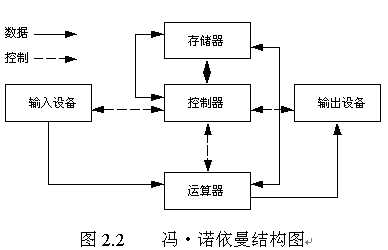 数据
控制
存储器
输入设备
控制器
输出设备
运算器
图 2.2 冯·诺依曼结构图